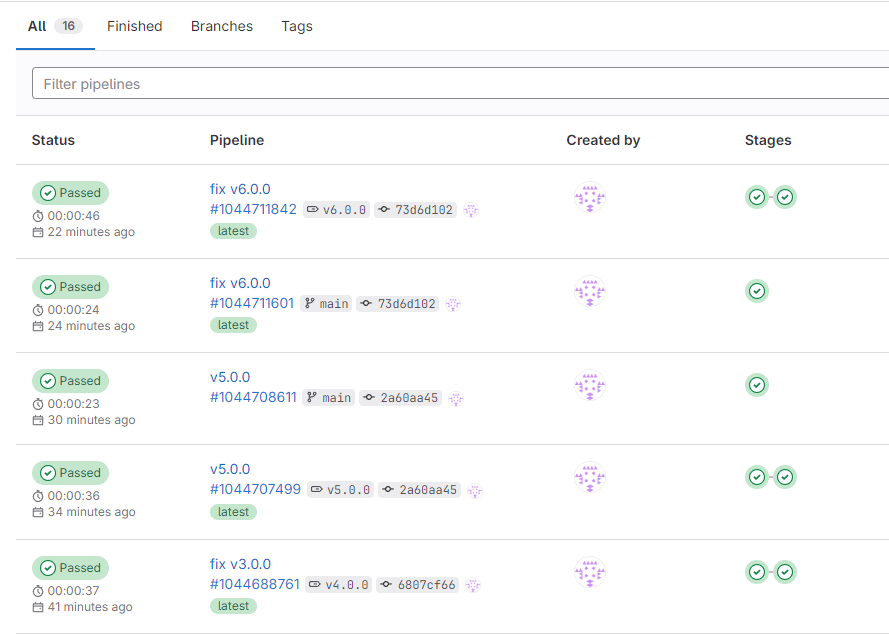 All 16 Finished Branches Tags
Filter pipelines
Status Pipeline Created by Stages
Passed
00:00:46
22 minutes ago
fix v6.0.0
#1044711842 v6.0.0 73d6d102
latest
Passed
00:00:24
24 minutes ago
fix v6.0.0
#1044711601 main 73d6d102
latest
Passed
00:00:23
30 minutes ago
v5.0.0
#1044708611 main 2a60aa45
Passed
00:00:36
34 minutes ago
v5.0.0
#1044707499 v5.0.0 2a60aa45
latest
Passed
00:00:37
41 minutes ago
fix v3.0.0
#1044688761 v4.0.0 6807cf66
latest